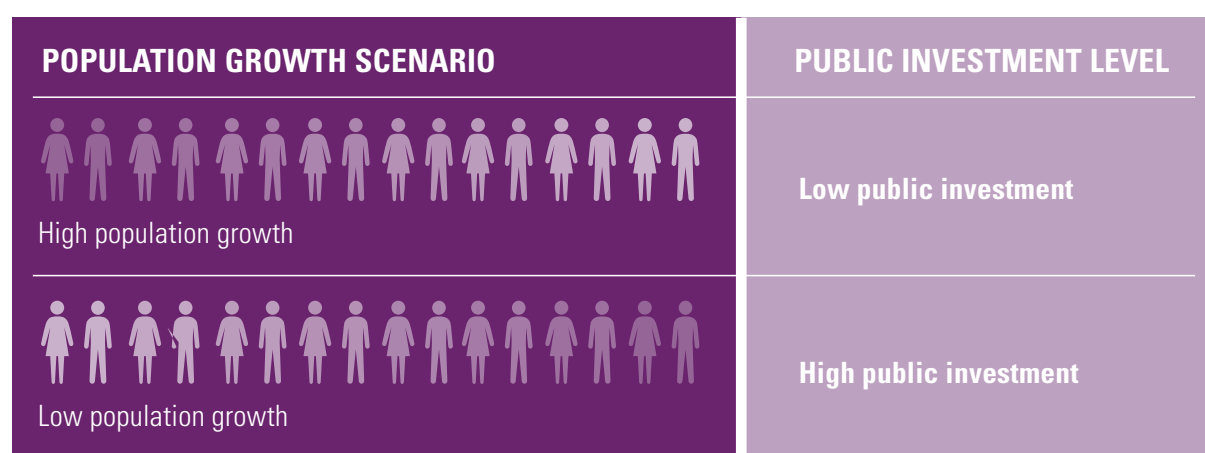 POPULATION GROWTH SCENARIO
PUBLIC INVESTMENT LEVEL
High population growth
Low public investment
Low population growth
High public investment